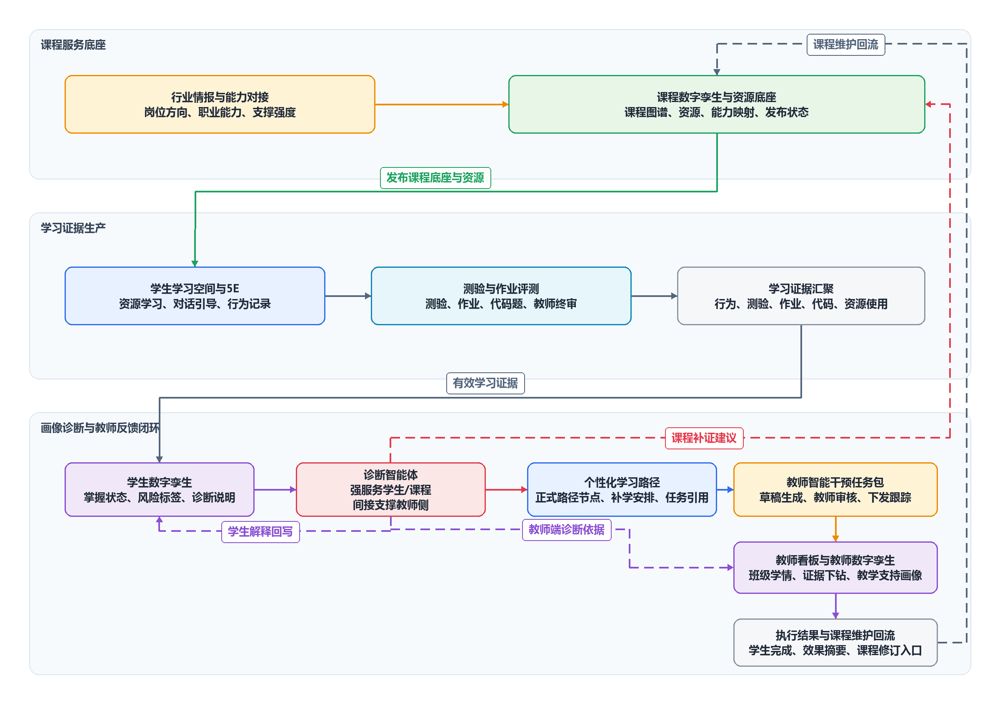 课程服务底座
课程维护回流
行业情报与能力对接
岗位方向、职业能力、支撑强度
课程数字孪生与资源底座
课程图谱、资源、能力映射、发布状态
发布课程底座与资源
学习证据生产
学生学习空间与5E
资源学习、对话引导、行为记录
测验与作业评测
测验、作业、代码题、教师终审
学习证据汇聚
行为、测验、作业、代码、资源使用
有效学习证据
画像诊断与教师反馈闭环
课程补证建议
学生数字孪生
掌握状态、风险标签、诊断说明
诊断智能体
强服务学生/课程
间接支撑教师侧
个性化学习路径
正式路径节点、补学安排、任务引用
教师智能干预任务包
草稿生成、教师审核、下发跟踪
学生解释回写
教师端诊断依据
教师看板与教师数字孪生
班级学情、证据下钻、教学支持画像
执行结果与课程维护回流
学生完成、效果摘要、课程修订入口